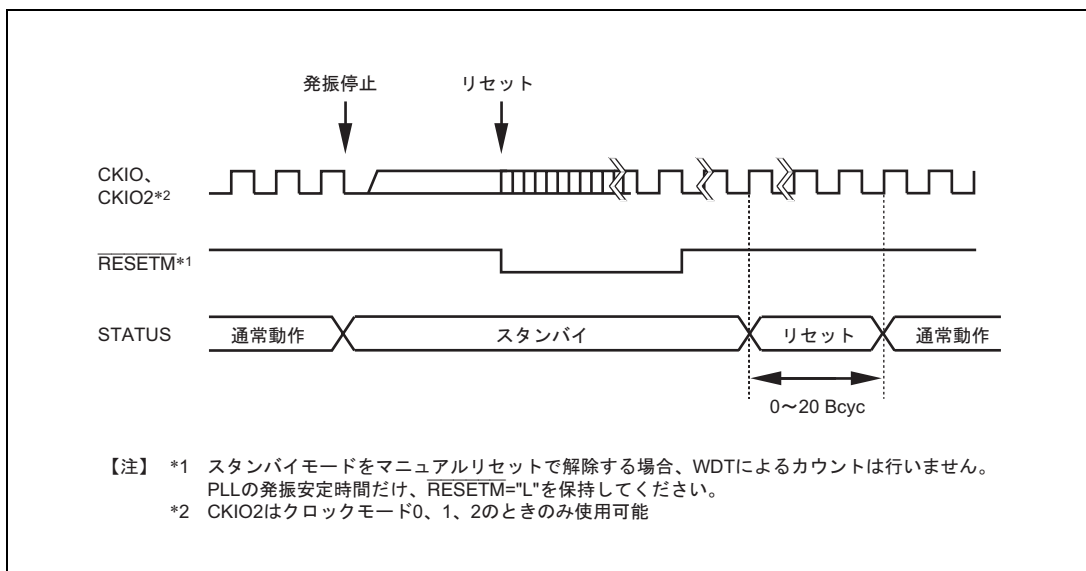 発振停止 リセット
CKIO、
CKIO2*2
RESETM*1
STATUS 通常動作 スタンバイ リセット 通常動作
0~20 Bcyc
【注】 *1 スタンバイモードをマニュアルリセットで解除する場合、WDTによるカウントは行いません。
PLLの発振安定時間だけ、RESETM="L"を保持してください。
*2 CKIO2はクロックモード0、1、2のときのみ使用可能